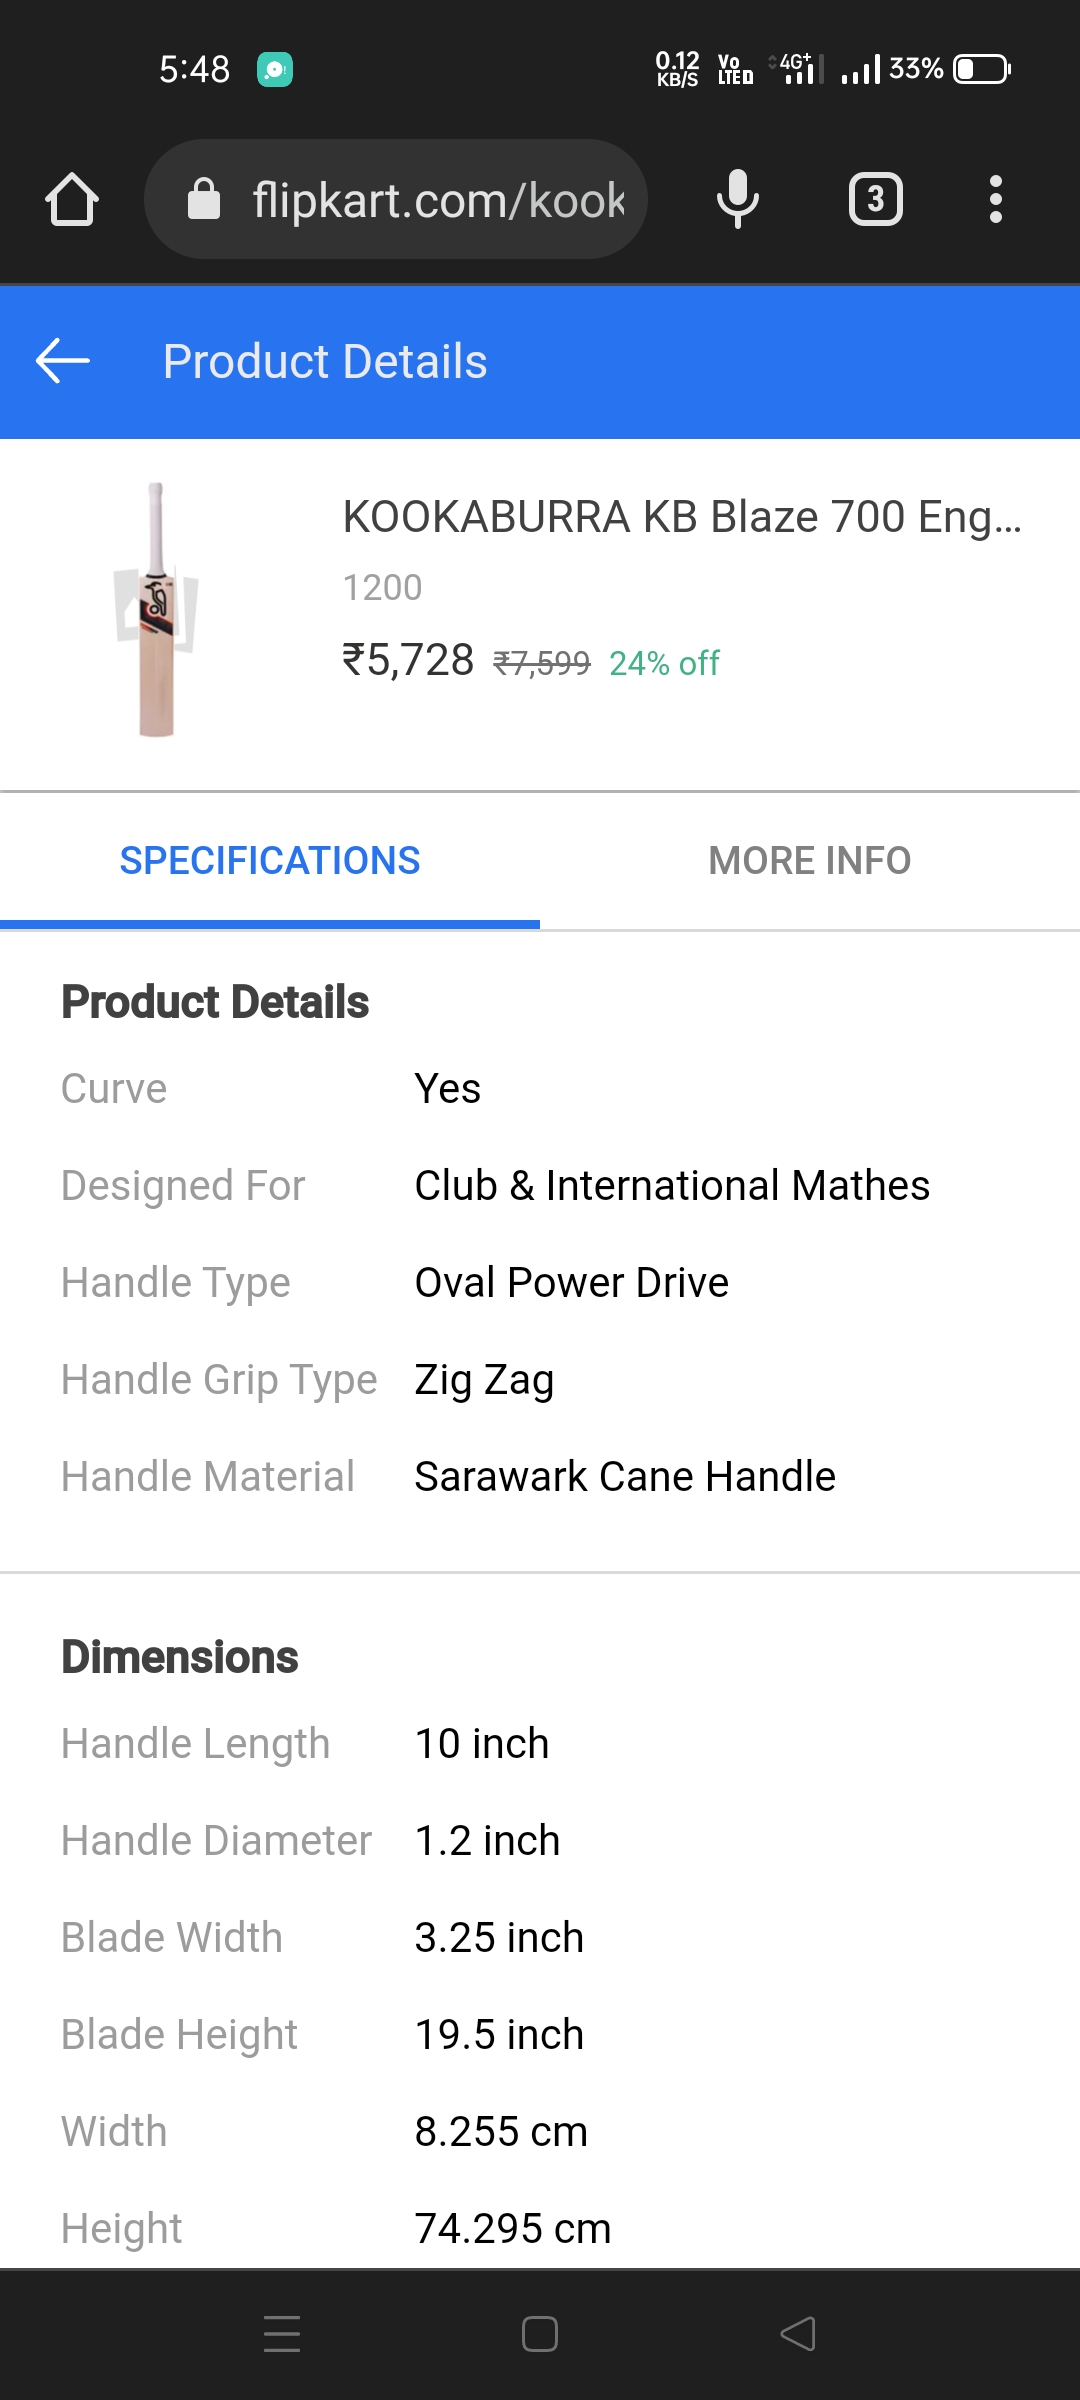 5:48
0.12
KB/S
Vo
LTE
4G+
33%
flipkart.com/kook
3
Product Details
KOOKABURRA KB Blaze 700 Eng...
1200
₹5,728 ₹7,599 24% off
SPECIFICATIONS MORE INFO
Product Details
Curve Yes
Designed For Club & International Mathes
Handle Type Oval Power Drive
Handle Grip Type Zig Zag
Handle Material Sarawark Cane Handle
Dimensions
Handle Length 10 inch
Handle Diameter 1.2 inch
Blade Width 3.25 inch
Blade Height 19.5 inch
Width 8.255 cm
Height 74.295 cm